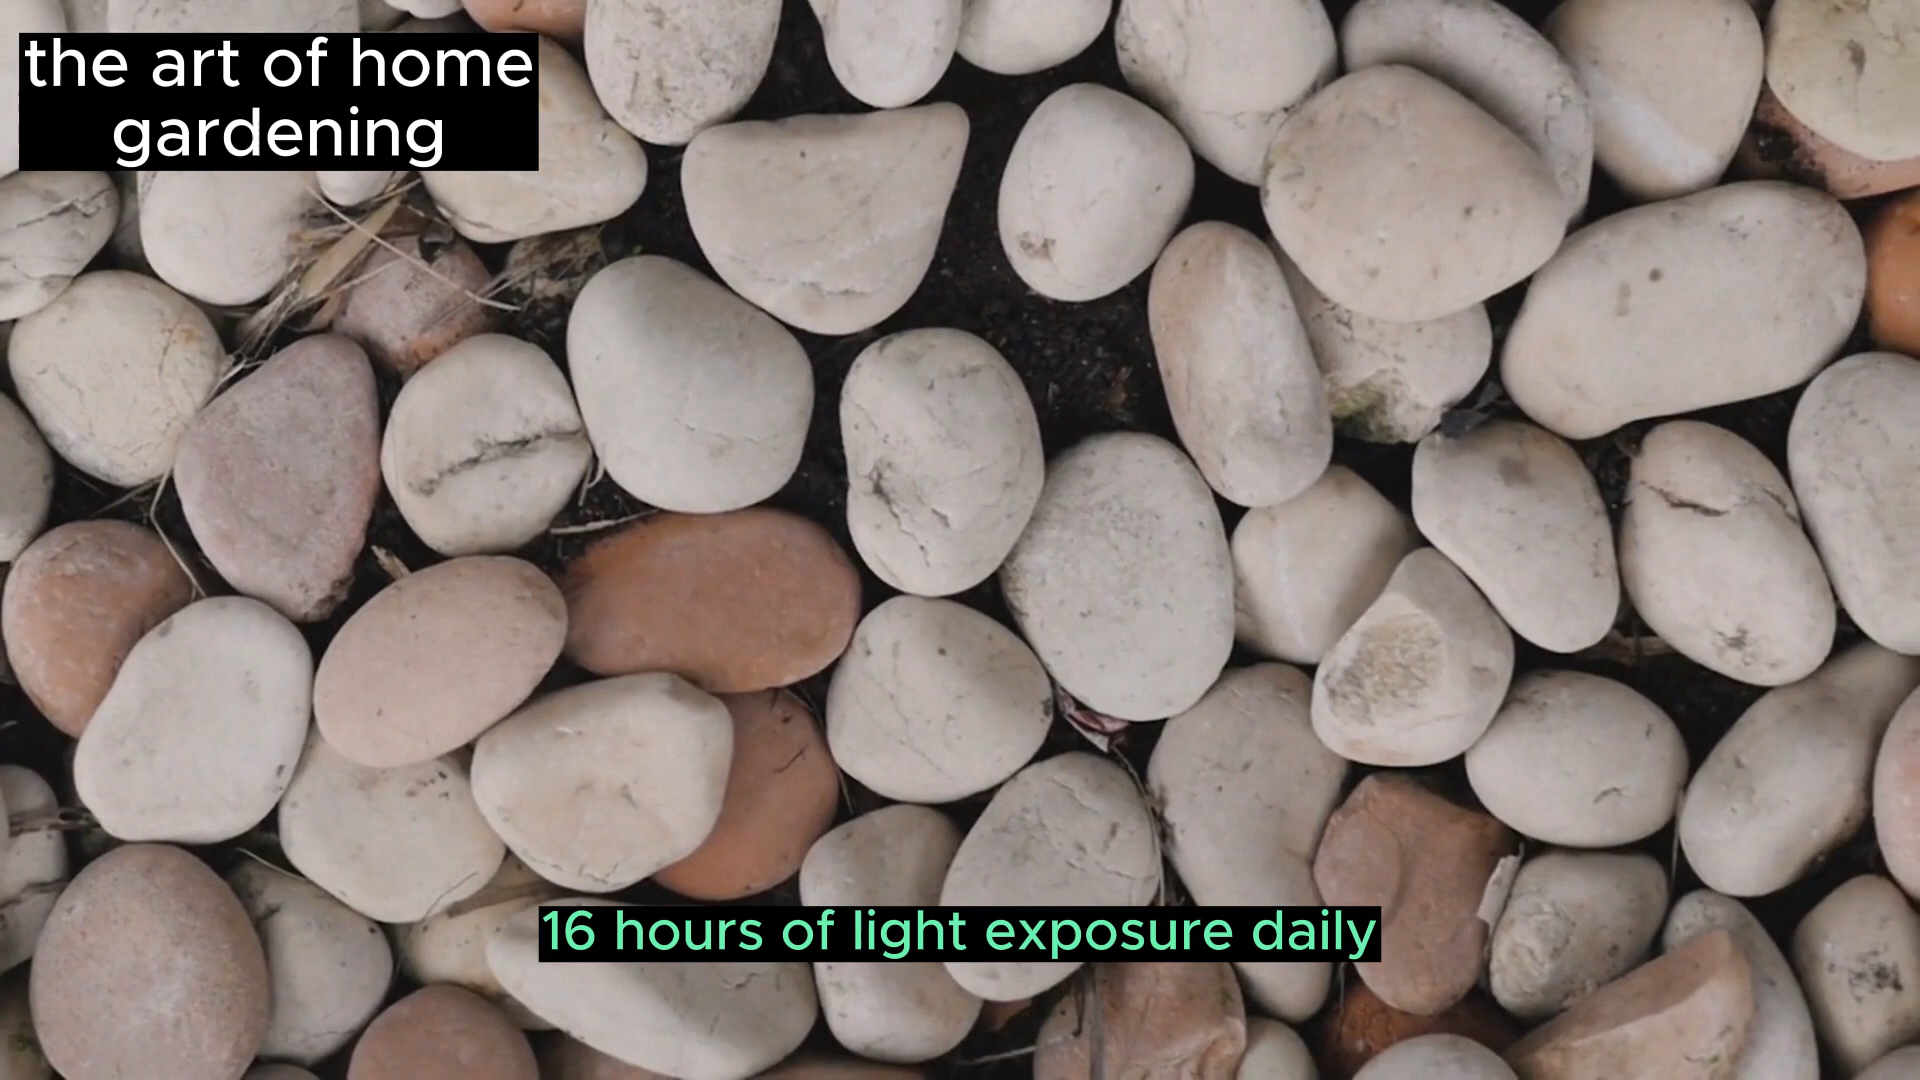 the art of home
gardening
16 hours of light exposure daily